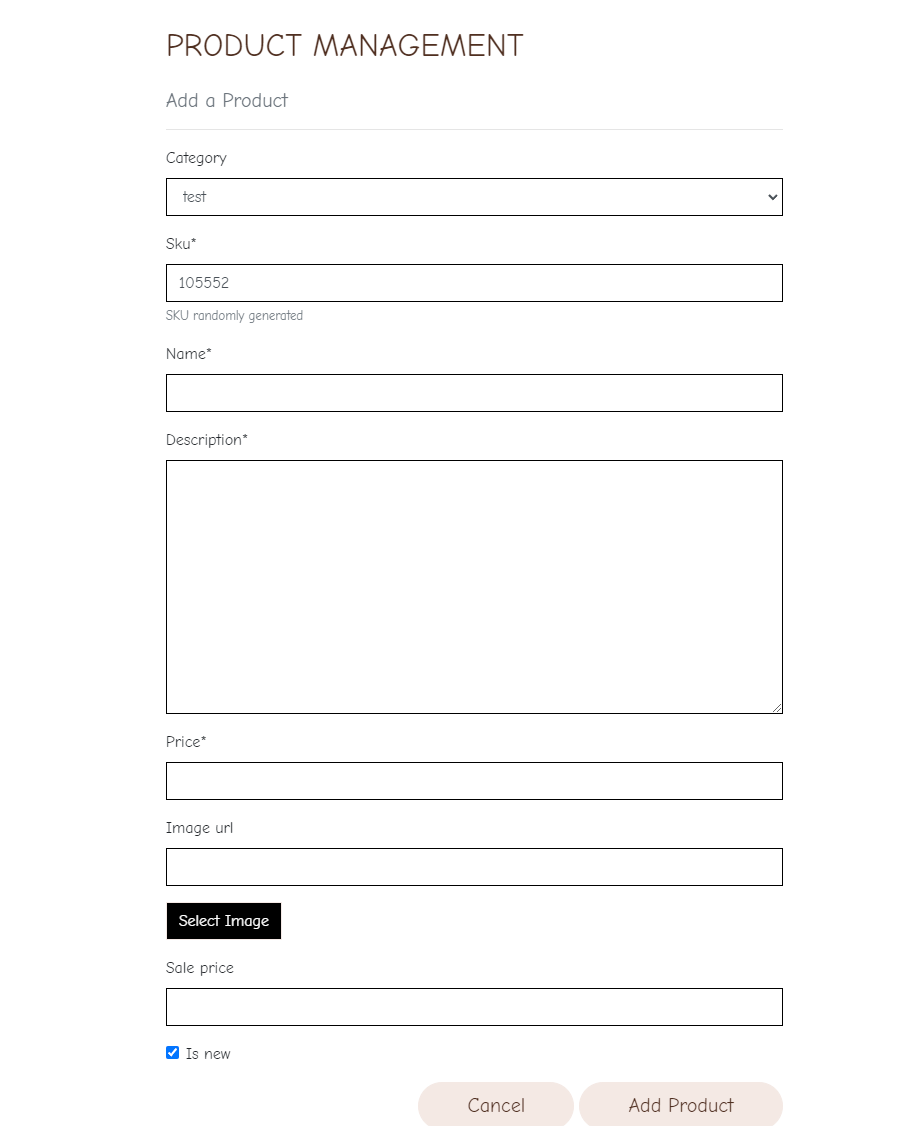 PRODUCT MANAGEMENT
Add a Product
Category
test
Sku*
105552
SKU randomly generated
Name*
Description*
Price*
Image url
Select Image
Sale price
Is new
Cancel Add Product